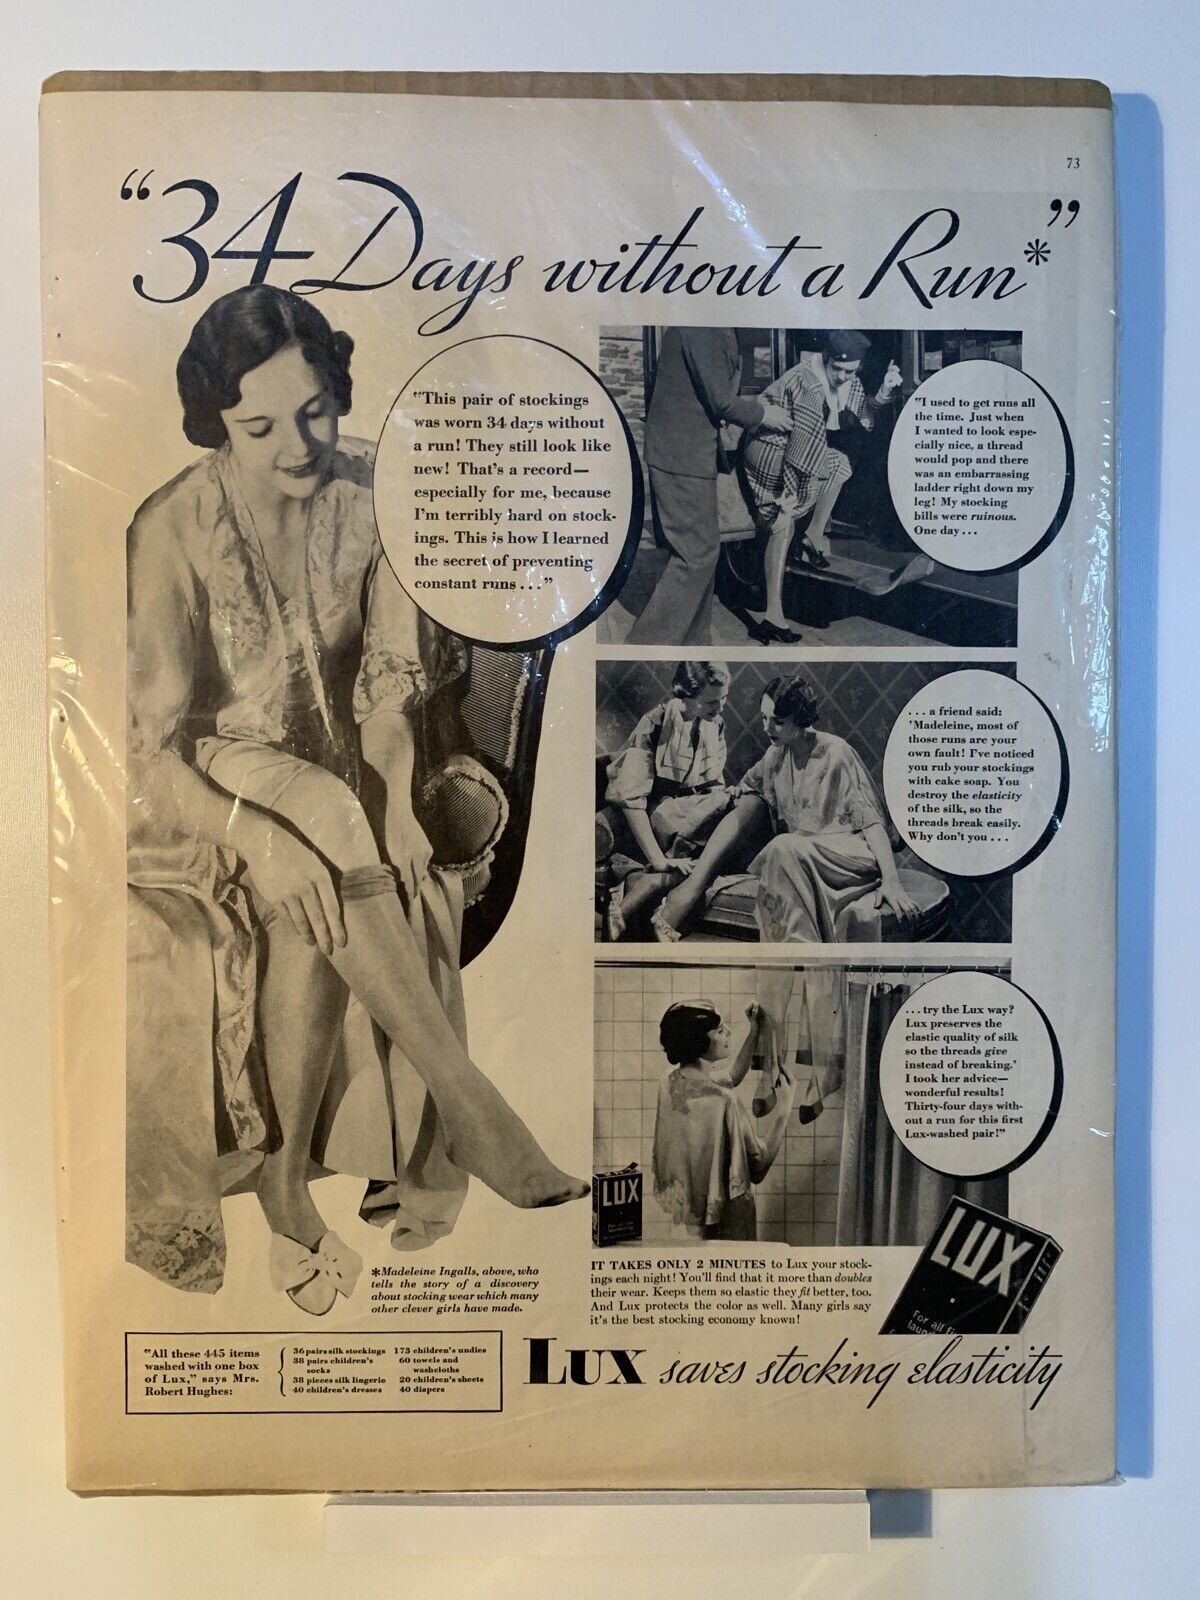 73
“34 Days without a Run*”
“This pair of stockings
was worn 34 days without
a run! They still look like
new! That's a record—
especially for me, because
I'm terribly hard on stock-
ings. This is how I learned
the secret of preventing
constant runs...”
“I used to get runs all
the time. Just when
I wanted to look espe-
cially nice, a thread
would pop and there
was an embarrassing
ladder right down my
leg! My stocking
bills were ruinous.
One day...
...a friend said:
'Madeleine, most of
those runs are your
own fault! I've noticed
you rub your stockings
with cake soap. You
destroy the elasticity
of the silk, so the
threads break easily.
Why don't you...
...try the Lux way?
Lux preserves the
elastic quality of silk
so the threads give
instead of breaking.'
I took her advice—
wonderful results!
Thirty-four days with-
out a run for this first
Lux-washed pair!”
LUX
LUX
For all fi
laun
*Madeleine Ingalls, above, who
tells the story of a discovery
about stocking wear which many
other clever girls have made.
IT TAKES ONLY 2 MINUTES to Lux your stock-
ings each night! You'll find that it more than doubles
their wear. Keeps them so elastic they fit better, too.
And Lux protects the color as well. Many girls say
it's the best stocking economy known!
“All these 445 items
washed with one box
of Lux,” says Mrs.
Robert Hughes:
36 pairs silk stockings
38 pairs children's
socks
38 pieces silk lingerie
40 children's dresses
173 children's undies
60 towels and
washcloths
20 children's sheets
40 diapers
LUX saves stocking elasticity